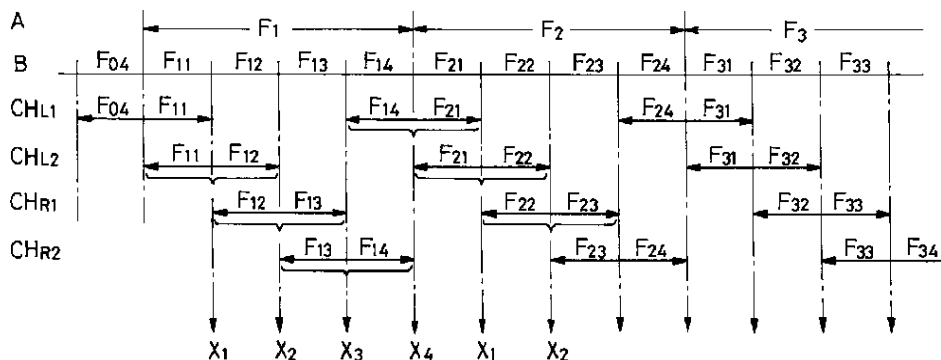 A F1 F2 F3
B F04 F11 F12 F13 F14 F21 F22 F23 F24 F31 F32 F33
CHL1 F04 F11 F14 F21 F24 F31
CHL2 F11 F12 F21 F22 F31 F32
CHR1 F12 F13 F22 F23 F32 F33
CHR2 F13 F14 F23 F24 F33 F34
X1 X2 X3 X4 X1 X2